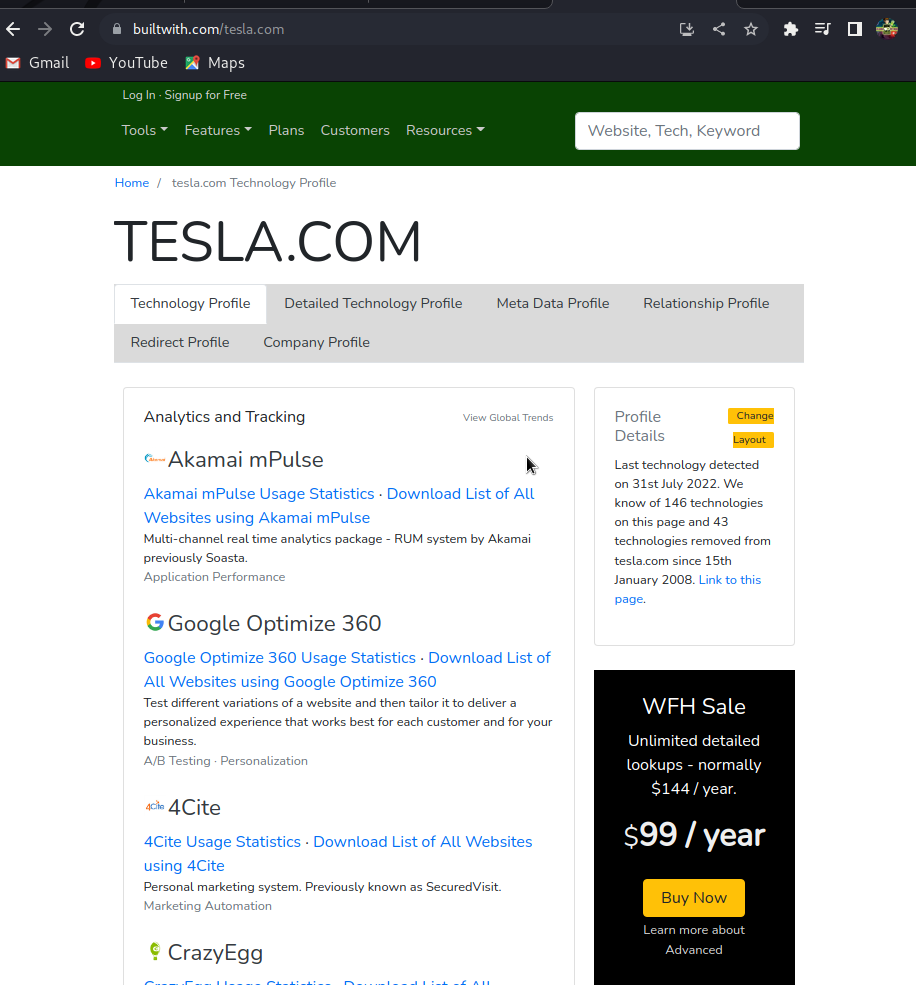 builtwith.com/tesla.com
Gmail YouTube Maps
Log In · Signup for Free
Tools Features Plans Customers Resources
Website, Tech, Keyword
Home / tesla.com Technology Profile
TESLA.COM
Technology Profile Detailed Technology Profile Meta Data Profile Relationship Profile
Redirect Profile Company Profile
Analytics and Tracking View Global Trends
Akamai mPulse
Akamai mPulse Usage Statistics · Download List of All
Websites using Akamai mPulse
Multi-channel real time analytics package - RUM system by Akamai
previously Soasta.
Application Performance
Google Optimize 360
Google Optimize 360 Usage Statistics · Download List of
All Websites using Google Optimize 360
Test different variations of a website and then tailor it to deliver a
personalized experience that works best for each customer and for your
business.
A/B Testing · Personalization
4Cite
4Cite Usage Statistics · Download List of All Websites
using 4Cite
Personal marketing system. Previously known as SecuredVisit.
Marketing Automation
CrazyEgg
CrazyEgg Usage Statistics · Download List of All
Profile
Details
Change
Layout
Last technology detected
on 31st July 2022. We
know of 146 technologies
on this page and 43
technologies removed from
tesla.com since 15th
January 2008. Link to this
page.
WFH Sale
Unlimited detailed
lookups - normally
$144 / year.
$99 / year
Buy Now
Learn more about
Advanced